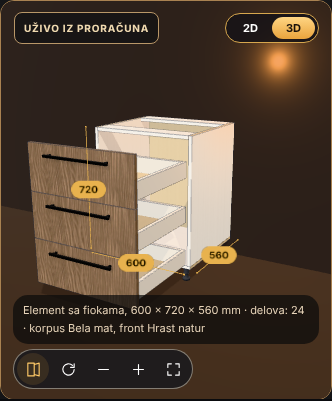 UŽIVO IZ PRORAČUNA
2D 3D
720
600
560
Element sa fiokama, 600 × 720 × 560 mm · delova: 24
· korpus Bela mat, front Hrast natur